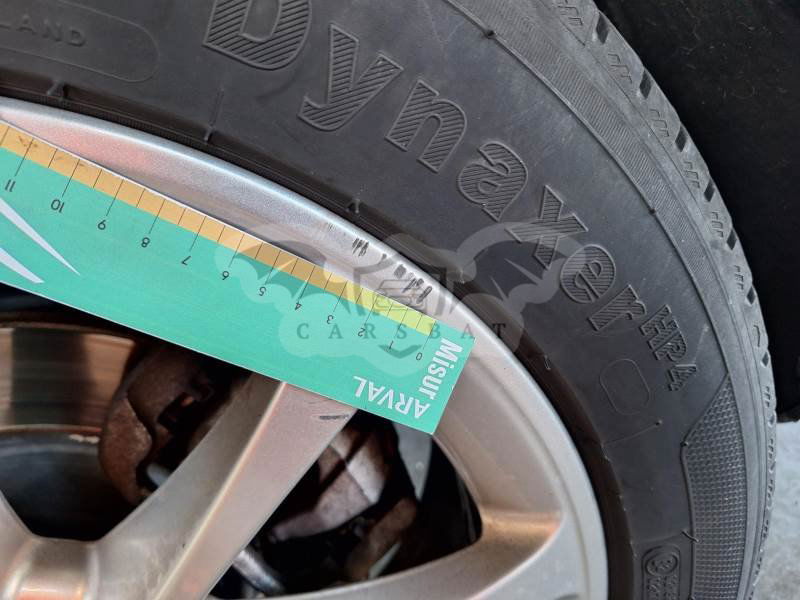 LAND
Dynaxer HP4
11 10 9 8 7 6 5 4 3 2 1 0
Misur
ARVAL
CARSBAT